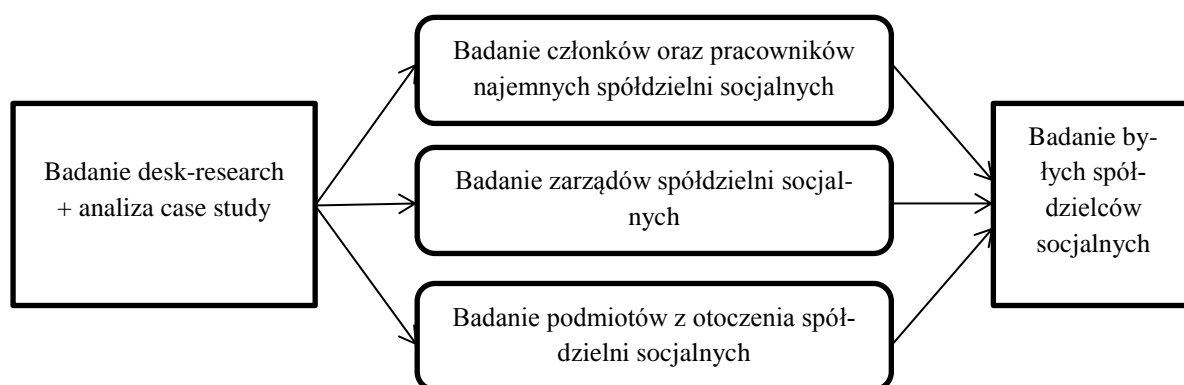 Badanie desk-research
+ analiza case study
Badanie członków oraz pracowników
najemnych spółdzielni socjalnych
Badanie zarządów spółdzielni socjal-
nych
Badanie podmiotów z otoczenia spół-
dzielni socjalnych
Badanie by-
łych spół-
dzielców
socjalnych